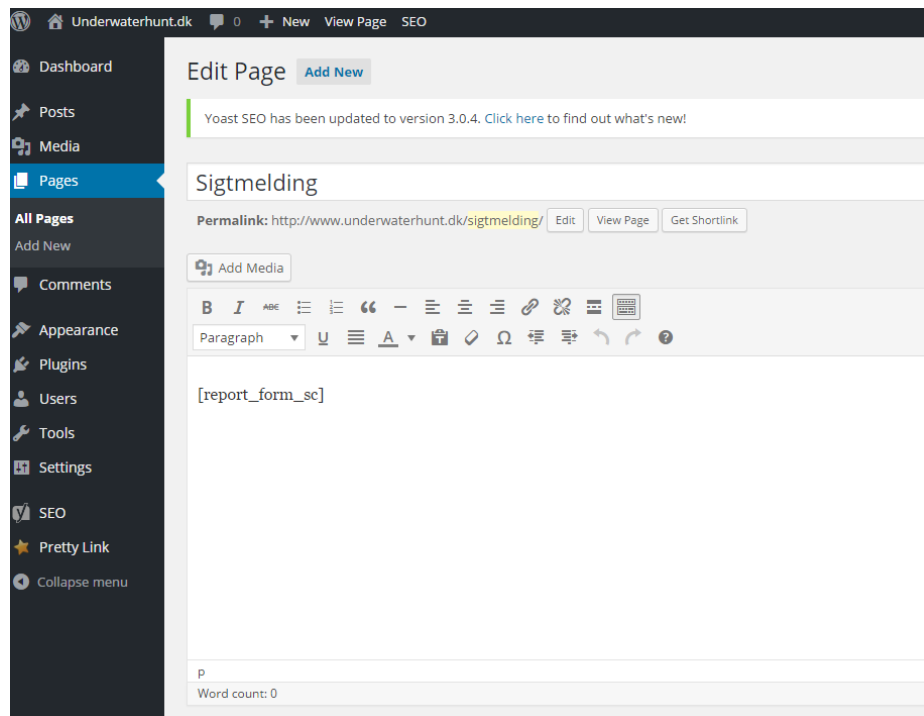 Underwaterhunt.dk 0 New View Page SEO
Dashboard
Posts
Media
Pages
All Pages
Add New
Comments
Appearance
Plugins
Users
Tools
Settings
SEO
Pretty Link
Collapse menu
Edit Page Add New
Yoast SEO has been updated to version 3.0.4. Click here to find out what's new!
Sigtmelding
Permalink: http://www.underwaterhunt.dk/sigtmelding/ Edit View Page Get Shortlink
Add Media
B I ABC
Paragraph U A T Ω ?
[report_form_sc]
p
Word count: 0